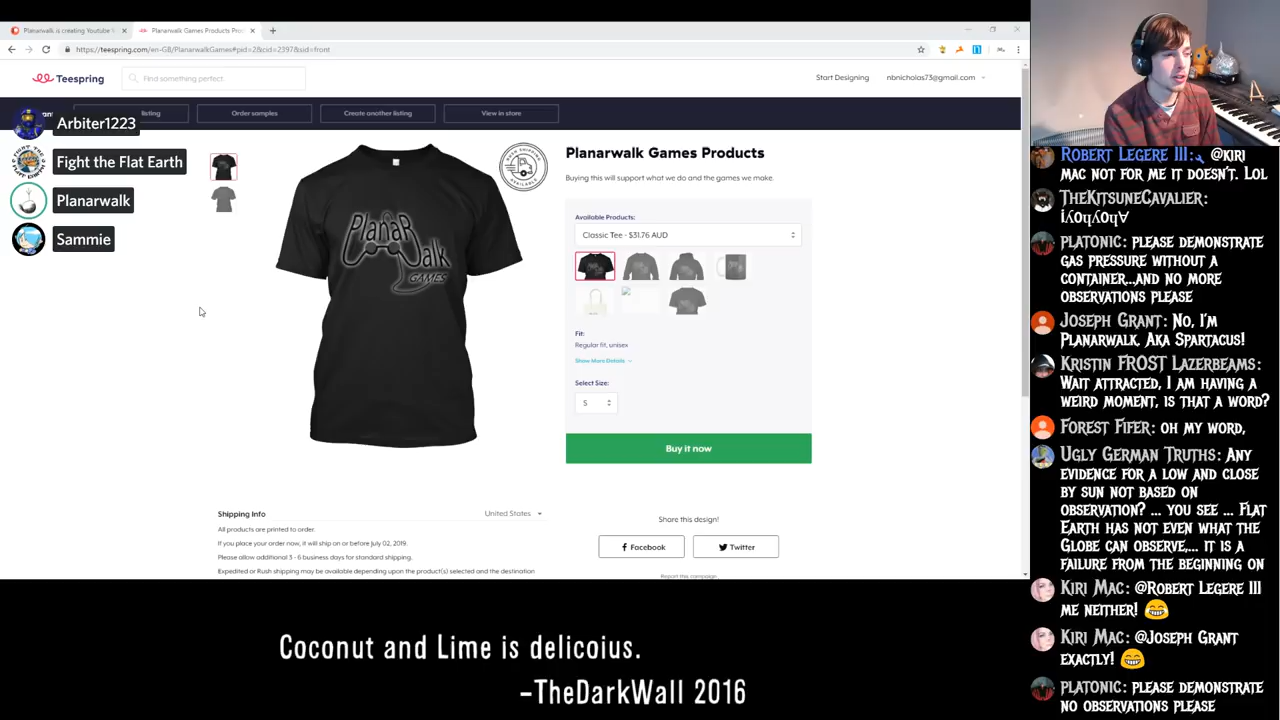 Planarwalk is creating Youtube V
Planarwalk Games Products Pro
https://teespring.com/en-GB/PlanarwalkGames#pid=2&cid=2397&sid=front
Teespring
Find something perfect
Start Designing
nbnicholas73@gmail.com
listing
Order samples
Create another listing
View in store
Arbiter1223
Fight the Flat Earth
Planarwalk
Sammie
PlanaR
Walk
GAMES
RUSH SHIPPING
AVAILABLE
Planarwalk Games Products
Buying this will support what we do and the games we make.
Available Products:
Classic Tee - $31.76 AUD
Fit:
Regular fit, unisex
Show More Details
Select Size:
S
Buy it now
Shipping Info
United States
All products are printed to order.
If you place your order now, it will ship on or before July 02, 2019.
Please allow additional 3 - 6 business days for standard shipping.
Expedited or Rush shipping may be available depending upon the product(s) selected and the destination
Share this design!
Facebook
Twitter
Report this campaign
Coconut and Lime is delicoius.
-TheDarkWall 2016
Robert Legere III: @kiri
mac not for me it doesn't. Lol
TheKitsuneCavalier:
¡ʎoɥʎoɥ∀
Platonic: please demonstrate
gas pressure without a
container...and no more
observations please
Joseph Grant: No, I'm
Planarwalk, Aka Spartacus!
Kristin FROST Lazerbeams:
Wait attracted, I am having a
weird moment, is that a word?
Forest Fifer: oh my word,
Ugly German Truths: Any
evidence for a low and close
by sun not based on
observation? ... you see ... Flat
Earth has not even what the
Globe can observe,... it is a
failure from the beginning on
Kiri Mac: @Robert Legere III
me neither! 😂
Kiri Mac: @Joseph Grant
exactly! 😂
Platonic: please demonstrate
no observations please